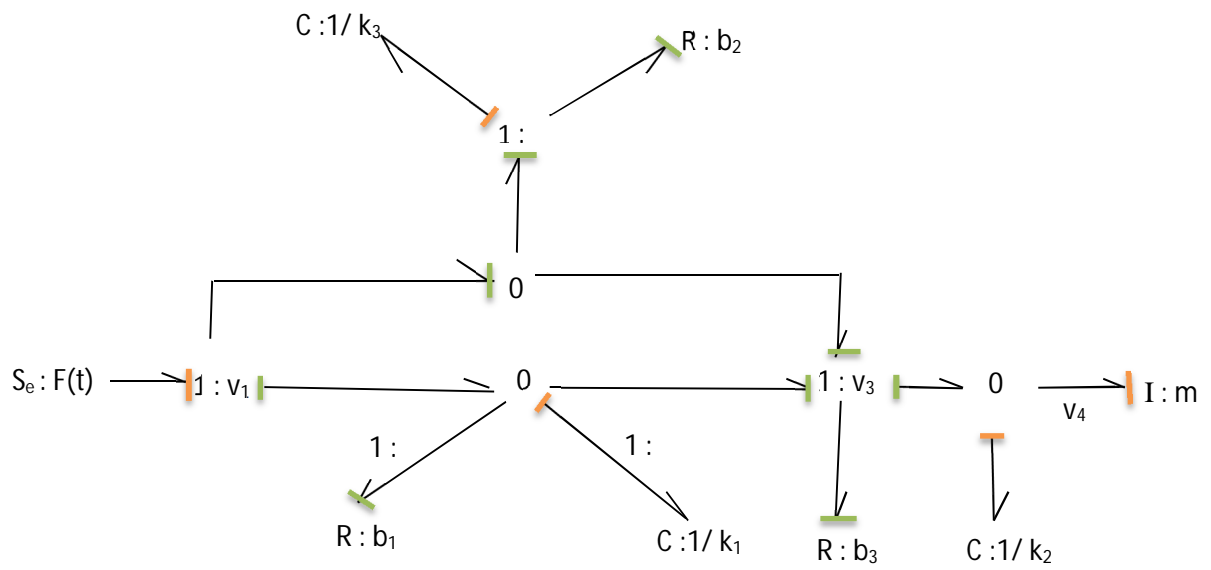 C :1/ k₃
R : b₂
1 :
0
Sₑ : F(t)
1 : v₁
0
1 : v₃
0
I : m
v₄
1 :
1 :
R : b₁
C :1/ k₁
R : b₃
C :1/ k₂